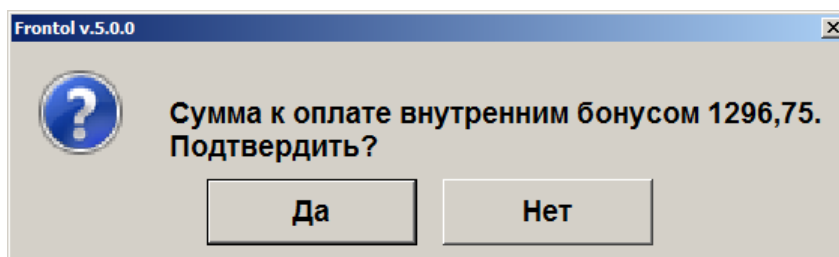 Frontol v.5.0.0
Сумма к оплате внутренним бонусом 1296,75.
Подтвердить?
Да
Нет